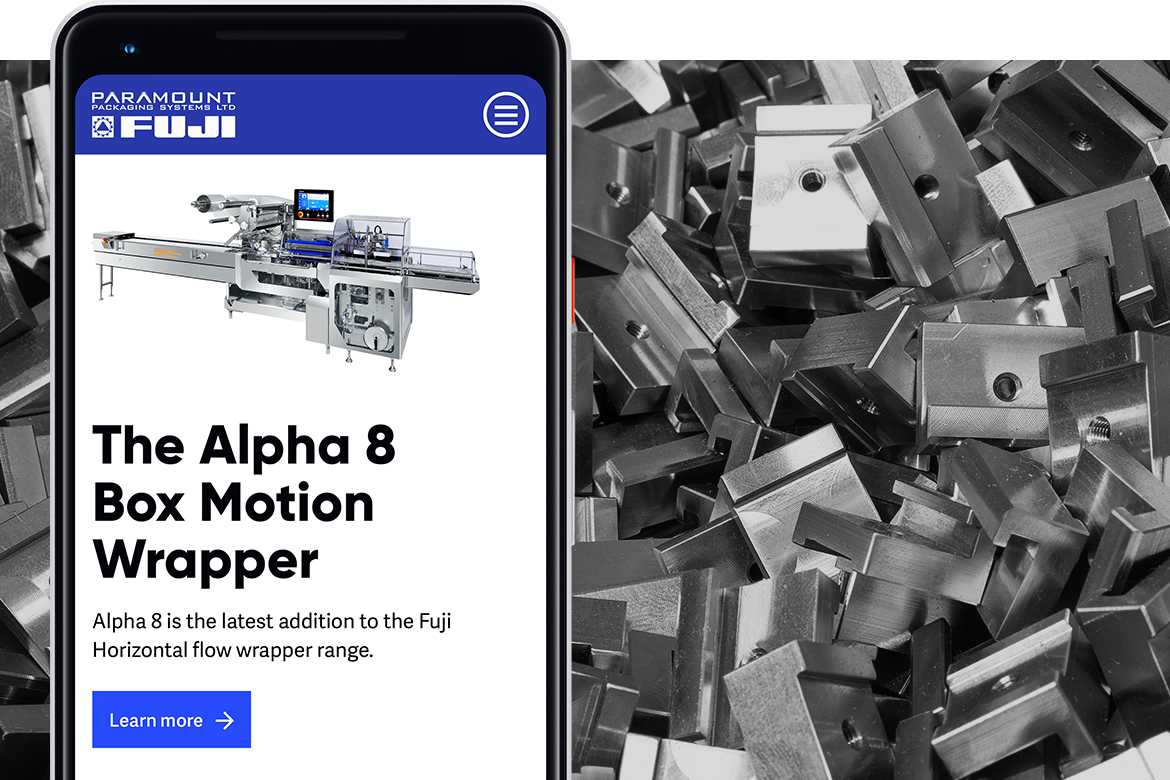 PARAMOUNT
PACKAGING SYSTEMS LTD
FUJI
The Alpha 8
Box Motion
Wrapper
Alpha 8 is the latest addition to the Fuji
Horizontal flow wrapper range.
Learn more